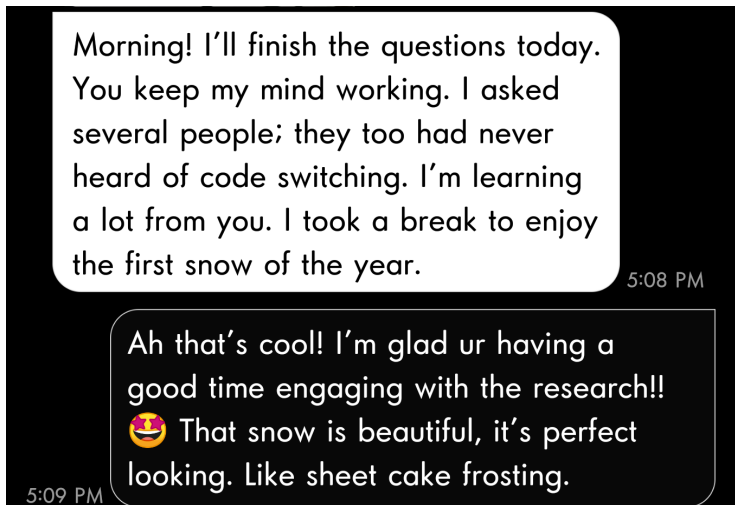 Morning! I’ll finish the questions today.
You keep my mind working. I asked
several people; they too had never
heard of code switching. I’m learning
a lot from you. I took a break to enjoy
the first snow of the year.
5:08 PM
Ah that’s cool! I’m glad ur having a
good time engaging with the research!!
🤩 That snow is beautiful, it’s perfect
looking. Like sheet cake frosting.
5:09 PM